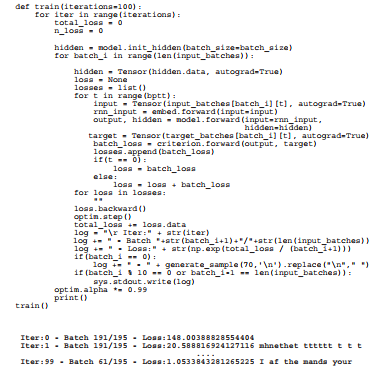 def train(iterations=100):
    for iter in range(iterations):
        total_loss = 0
        n_loss = 0

        hidden = model.init_hidden(batch_size=batch_size)
        for batch_i in range(len(input_batches)):

            hidden = Tensor(hidden.data, autograd=True)
            loss = None
            losses = list()
            for t in range(bptt):
                input = Tensor(input_batches[batch_i][t], autograd=True)
                rnn_input = embed.forward(input=input)
                output, hidden = model.forward(input=rnn_input,
                                               hidden=hidden)
                target = Tensor(target_batches[batch_i][t], autograd=True)
                batch_loss = criterion.forward(output, target)
                losses.append(batch_loss)
                if(t == 0):
                    loss = batch_loss
                else:
                    loss = loss + batch_loss
            for loss in losses:
                ""
            loss.backward()
            optim.step()
            total_loss += loss.data
            log = "\r Iter:" + str(iter)
            log += " - Batch "+str(batch_i+1)+"/"+str(len(input_batches))
            log += " - Loss:" + str(np.exp(total_loss / (batch_i+1)))
            if(batch_i == 0):
                log += " - " + generate_sample(70,'\n').replace("\n"," ")
            if(batch_i % 10 == 0 or batch_i-1 == len(input_batches)):
                sys.stdout.write(log)
        optim.alpha *= 0.99
        print()
train()

Iter:0 - Batch 191/195 - Loss:148.00388828554404
Iter:1 - Batch 191/195 - Loss:20.588816924127116 mhnethet tttttt t t t
....
Iter:99 - Batch 61/195 - Loss:1.0533843281265225 I af the mands your